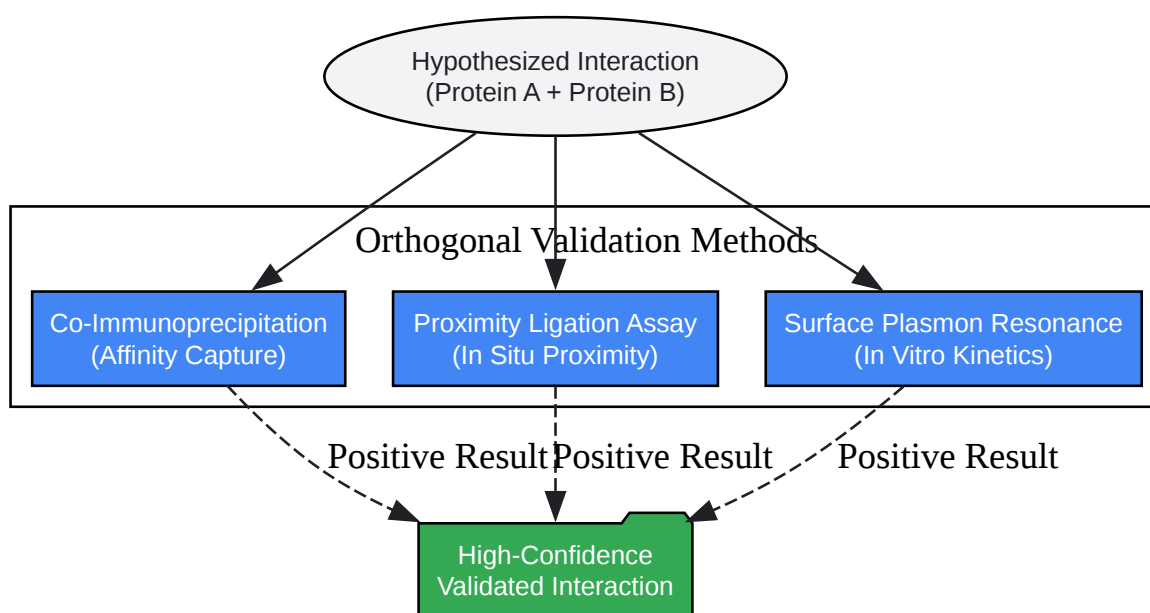 Hypothesized Interaction
(Protein A + Protein B)
Orthogonal Validation Methods
Co-Immunoprecipitation
(Affinity Capture)
Proximity Ligation Assay
(In Situ Proximity)
Surface Plasmon Resonance
(In Vitro Kinetics)
Positive Result
Positive Result
Positive Result
High-Confidence
Validated Interaction